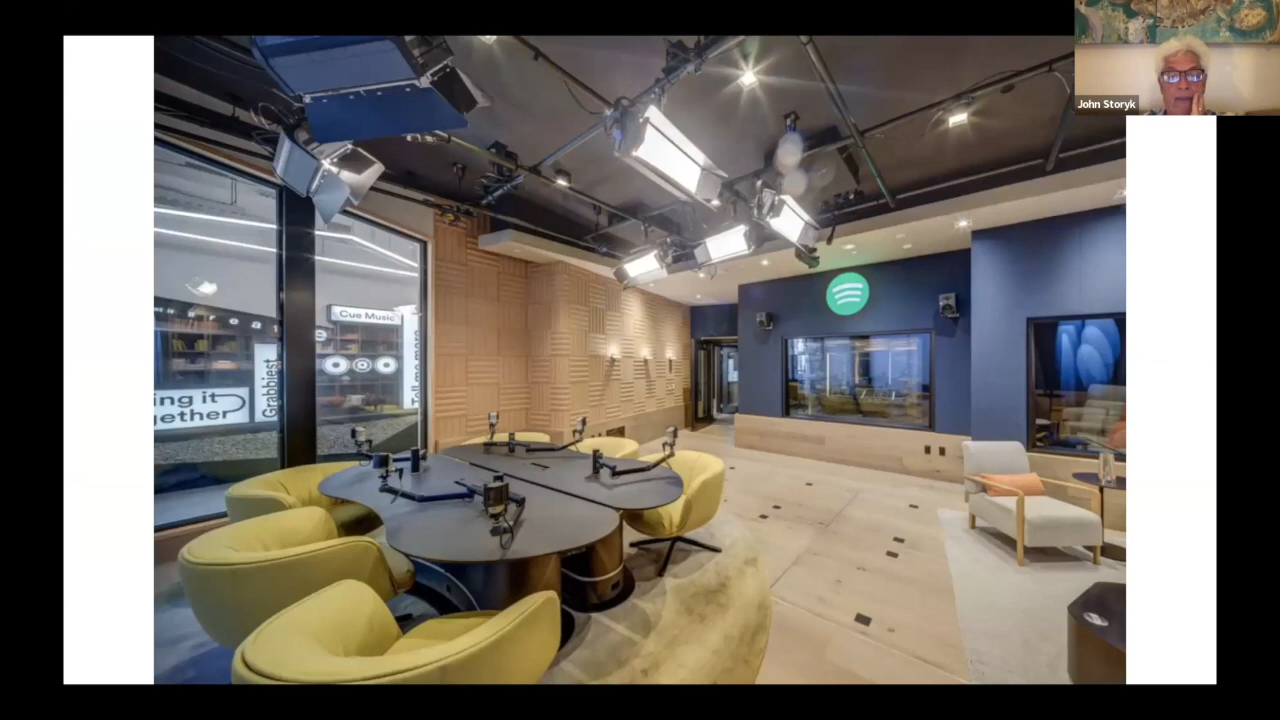 John Storyk
Cue Music
ing it
gether
Grabbiest
Tell me more